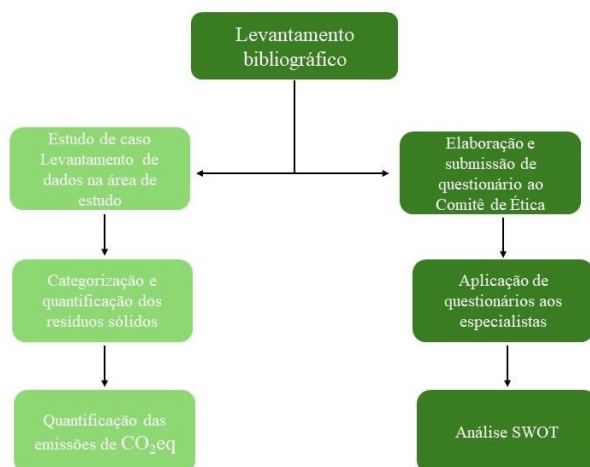 Levantamento
bibliográfico
Estudo de caso
Levantamento de
dados na área de
estudo
Elaboração e
submissão de
questionário ao
Comitê de Ética
Categorização e
quantificação dos
resíduos sólidos
Aplicação de
questionários aos
especialistas
Quantificação das
emissões de CO₂eq
Análise SWOT